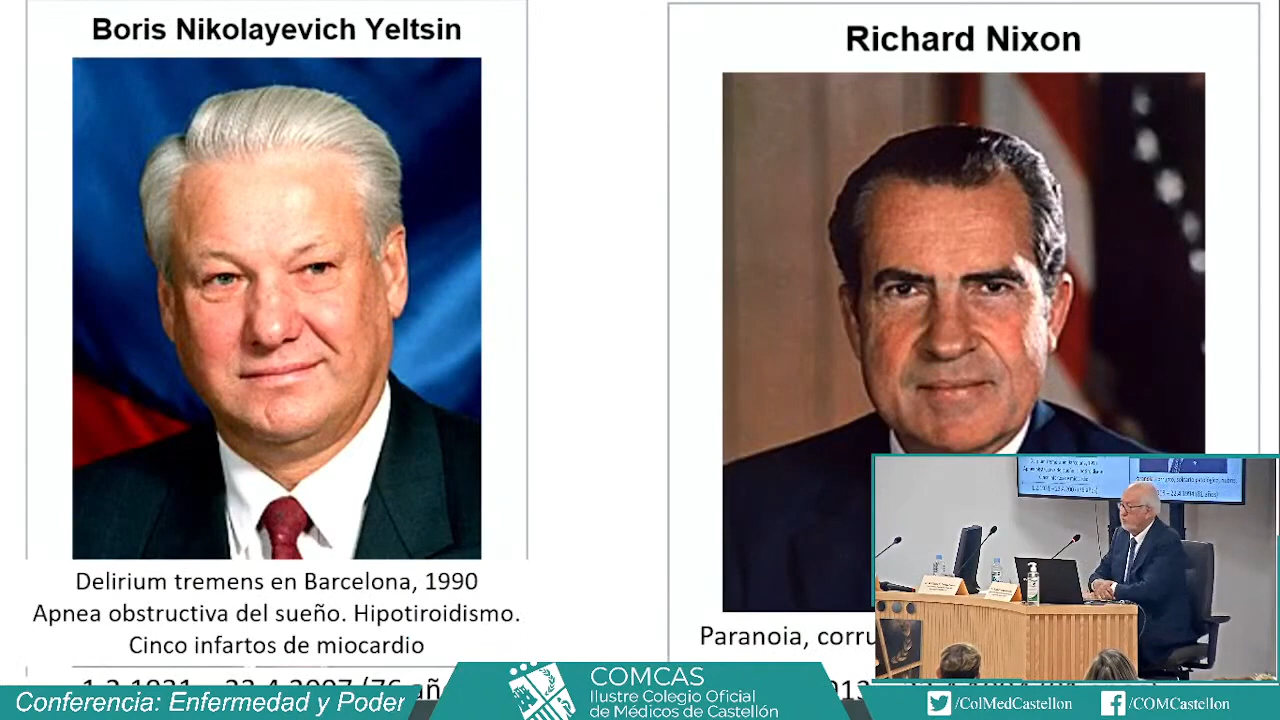 Boris Nikolayevich Yeltsin
Delirium tremens en Barcelona, 1990
Apnea obstructiva del sueño. Hipotiroidismo.
Cinco infartos de miocardio
Richard Nixon
Paranoia, corru
Conferencia: Enfermedad y Poder
COMCAS
Ilustre Colegio Oficial
de Médicos de Castellón
/ColMedCastellon
/COMCastellon